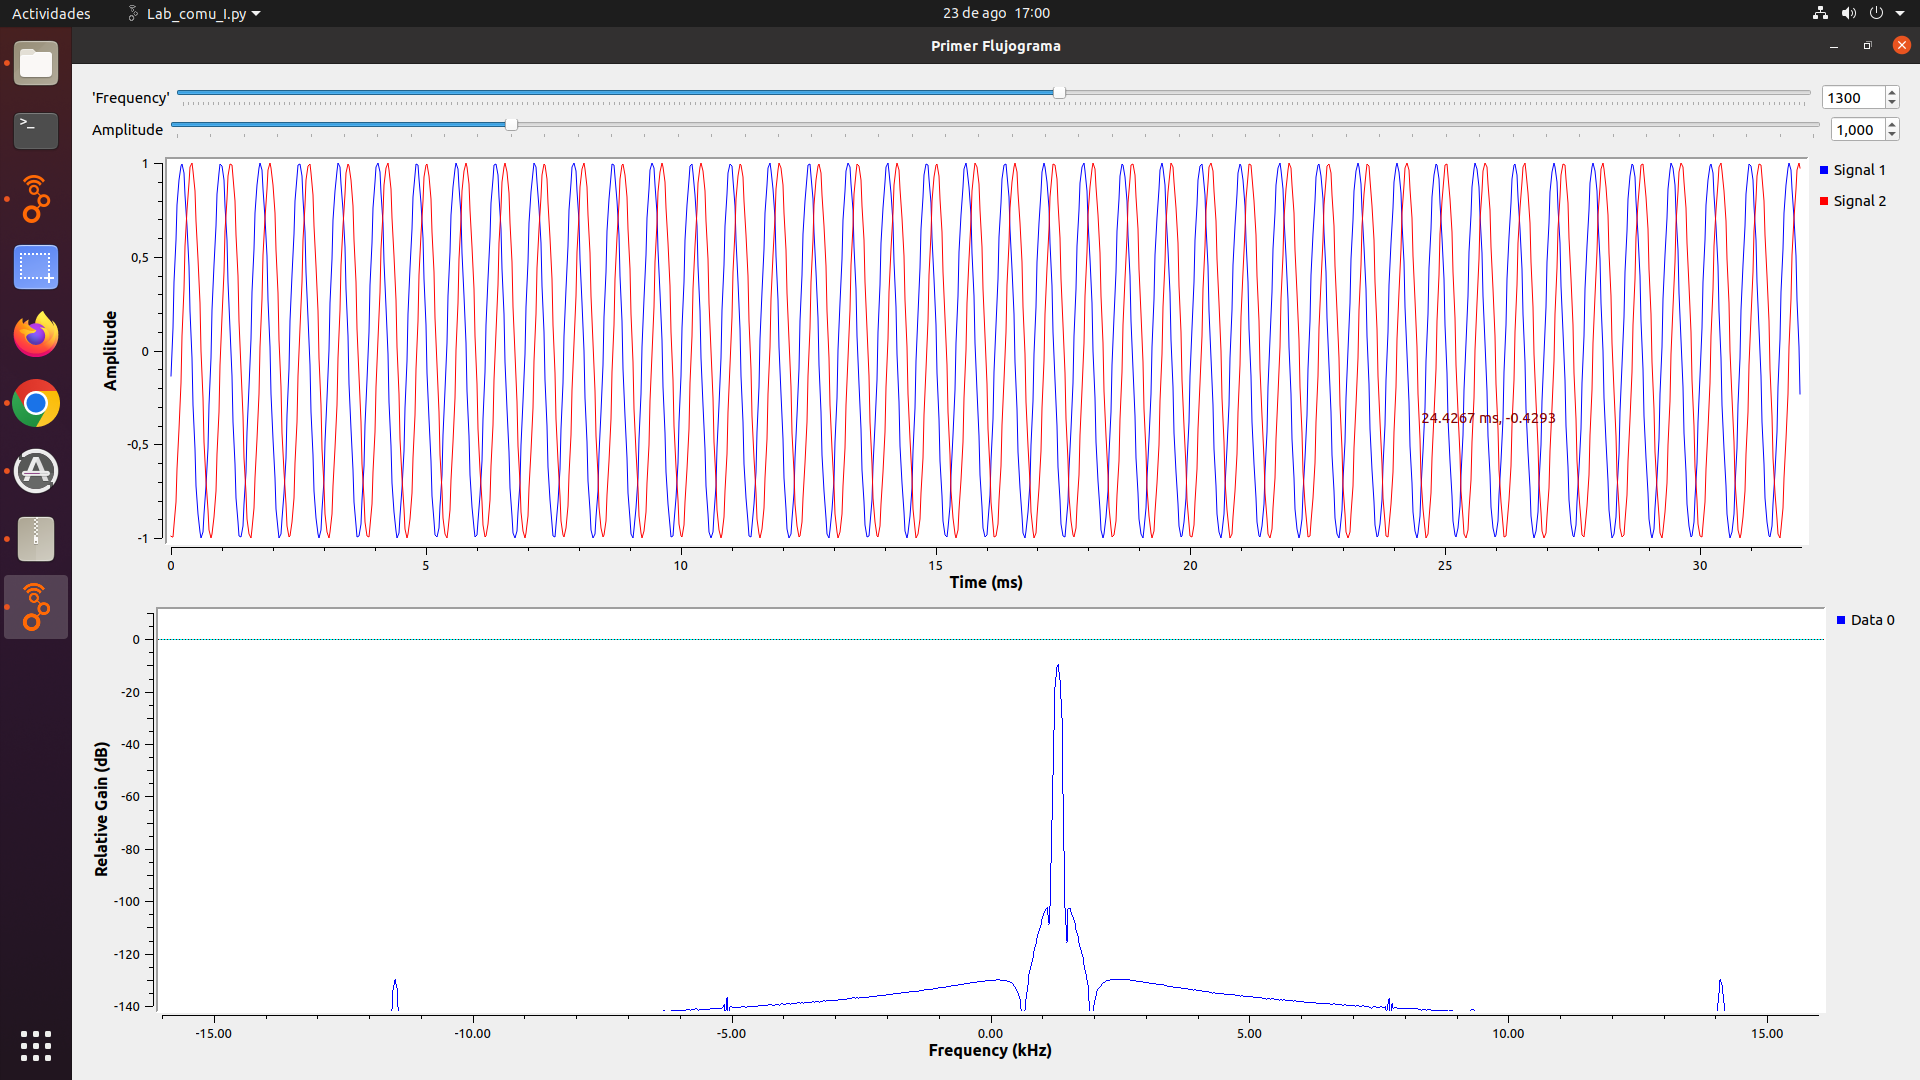 Actividades Lab_comu_I.py 23 de ago 17:00
Primer Flujograma
'Frequency' 1300
Amplitude 1,000
Signal 1
Signal 2
1
0,5
0
-0,5
-1
Amplitude
24.4267 ms, -0.4293
0 5 10 15 20 25 30
Time (ms)
Data 0
0
-20
-40
-60
-80
-100
-120
-140
Relative Gain (dB)
-15.00 -10.00 -5.00 0.00 5.00 10.00 15.00
Frequency (kHz)